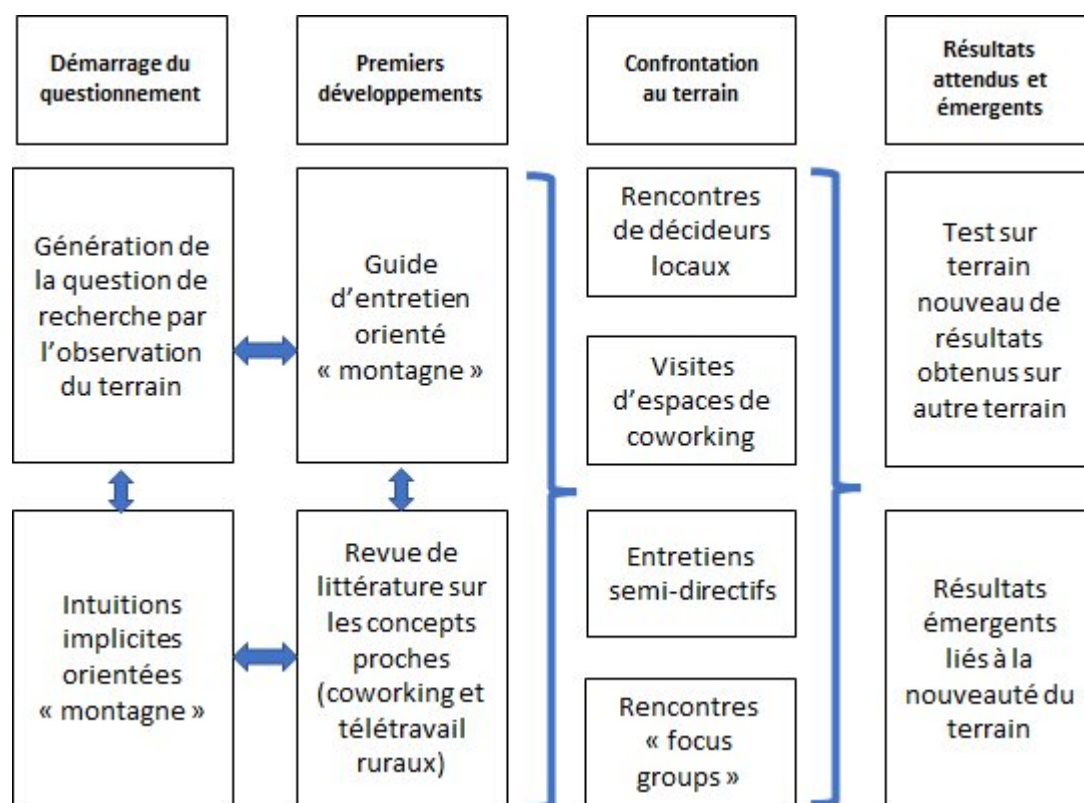 Démarrage du
questionnement
Premiers
développements
Confrontation
au terrain
Résultats
attendus et
émergents
Génération de
la question de
recherche par
l'observation
du terrain
Guide
d'entretien
orienté
« montagne »
Rencontres
de décideurs
locaux
Visites
d'espaces de
coworking
Test sur
terrain
nouveau de
résultats
obtenus sur
autre terrain
Intuitions
implicites
orientées
« montagne »
Revue de
littérature sur
les concepts
proches
(coworking et
télétravail
ruraux)
Entretiens
semi-directifs
Rencontres
« focus
groups »
Résultats
émergents
liés à la
nouveauté du
terrain